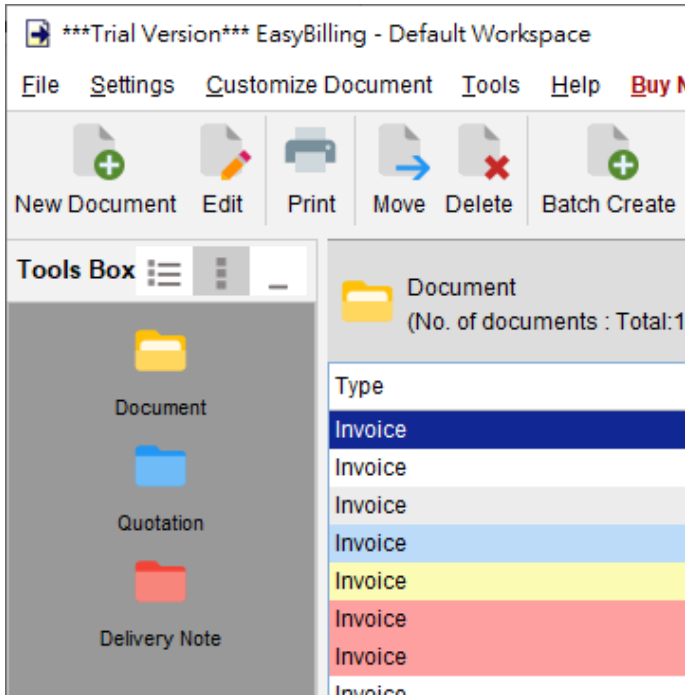 ***Trial Version*** EasyBilling - Default Workspace
File Settings Customize Document Tools Help Buy
New Document Edit Print Move Delete Batch Create
Tools Box
Document
(No. of documents : Total:1
Type
Invoice
Invoice
Invoice
Invoice
Invoice
Invoice
Invoice
Invoice
Document
Quotation
Delivery Note